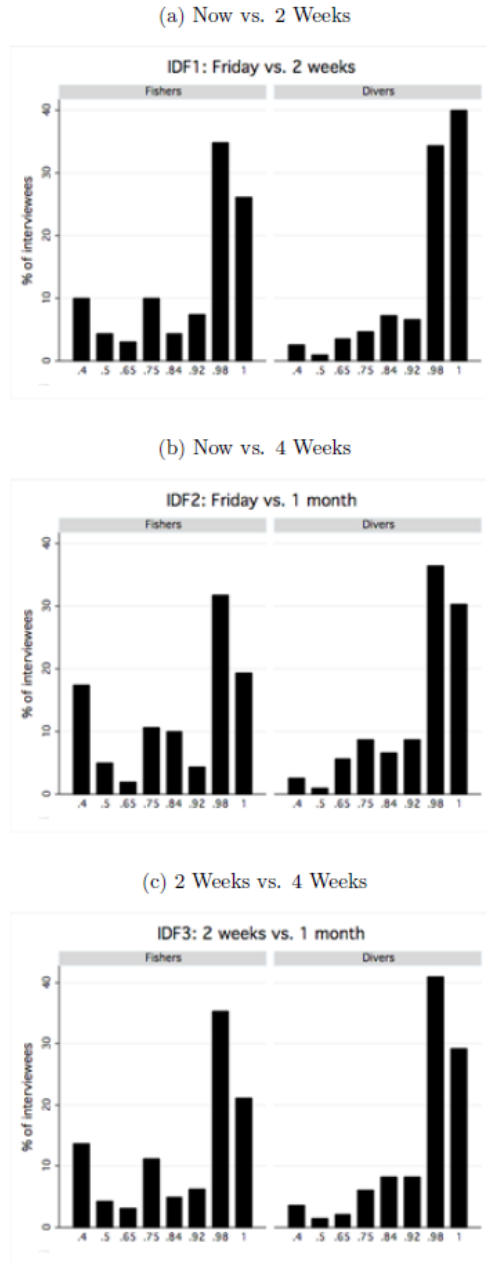 (a) Now vs. 2 Weeks
IDF1: Friday vs. 2 weeks
Fishers Divers
% of interviewees
0 10 20 30 40
.4 .5 .65 .75 .84 .92 .98 1 .4 .5 .65 .75 .84 .92 .98 1
(b) Now vs. 4 Weeks
IDF2: Friday vs. 1 month
Fishers Divers
% of interviewees
0 10 20 30 40
.4 .5 .65 .75 .84 .92 .98 1 .4 .5 .65 .75 .84 .92 .98 1
(c) 2 Weeks vs. 4 Weeks
IDF3: 2 weeks vs. 1 month
Fishers Divers
% of interviewees
0 10 20 30 40
.4 .5 .65 .75 .84 .92 .98 1 .4 .5 .65 .75 .84 .92 .98 1